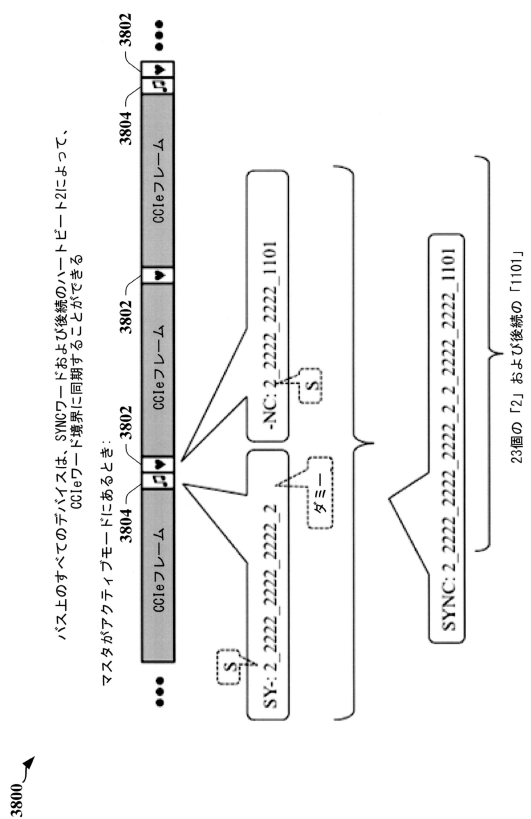 3800
バス上のすべてのデバイスは、SYNCワードおよび後続のハートビート2によって、
CCIeワード境界に同期することができる
マスタがアクティブモードにあるとき:
3804 3802 3802 3804 3802
••• CCIeフレーム ♫ ♥ CCIeフレーム ♥ CCIeフレーム ♫ ♥ •••
S
SY-: 2_2222_2222_2222_2
ダミー
-NC: 2_2222_2222_1101
S
SYNC: 2_2222_2222_2222_2_2_2222_2222_1101
23個の「2」および後続の「1101」